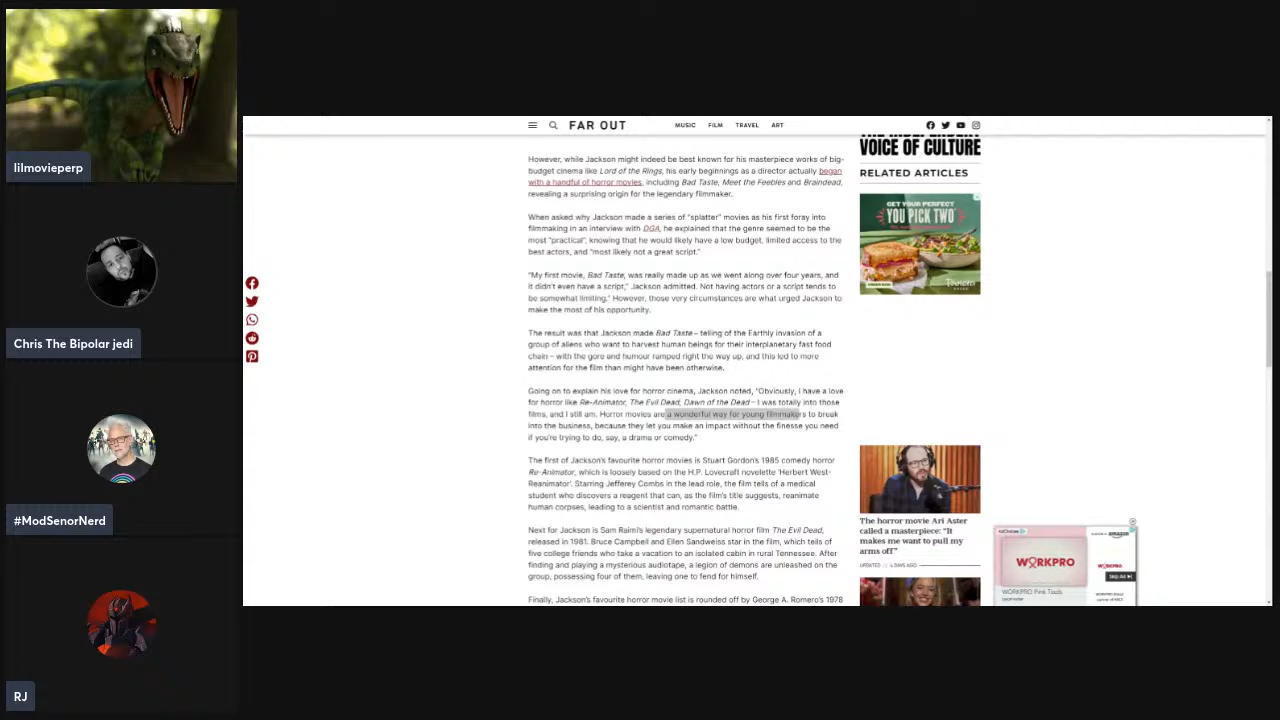 lilmovieperp
Chris The Bipolar jedi
#ModSenorNerd
RJ
FAR OUT
MUSIC FILM TRAVEL ART
However, while Jackson might indeed be best known for his masterpiece works of big-
budget cinema like Lord of the Rings, his early beginnings as a director actually began
with a handful of horror movies, including Bad Taste, Meet the Feebles and Braindead,
revealing a surprising origin for the legendary filmmaker.
When asked why Jackson made a series of “splatter” movies as his first foray into
filmmaking in an interview with DGA, he explained that the genre seemed to be the
most “practical”, knowing that he would likely have a low budget, limited access to the
best actors, and “most likely not a great script.”
“My first movie, Bad Taste, was really made up as we went along over four years, and
it didn’t even have a script,” Jackson admitted. Not having actors or a script tends to
be somewhat limiting.” However, those very circumstances are what urged Jackson to
make the most of his opportunity.
The result was that Jackson made Bad Taste – telling of the Earthly invasion of a
group of aliens who want to harvest human beings for their interplanetary fast food
chain – with the gore and humour ramped right the way up, and this led to more
attention for the film than might have been otherwise.
Going on to explain his love for horror cinema, Jackson noted, “Obviously, I have a love
for horror like Re-Animator, The Evil Dead, Dawn of the Dead – I was totally into those
films, and I still am. Horror movies are a wonderful way for young filmmakers to break
into the business, because they let you make an impact without the finesse you need
if you’re trying to do, say, a drama or comedy.”
The first of Jackson’s favourite horror movies is Stuart Gordon’s 1985 comedy horror
Re-Animator, which is loosely based on the H.P. Lovecraft novelette ‘Herbert West-
Reanimator’. Starring Jefferey Combs in the lead role, the film tells of a medical
student who discovers a reagent that can, as the film’s title suggests, reanimate
human corpses, leading to a scientist and romantic battle.
Next for Jackson is Sam Raimi’s legendary supernatural horror film The Evil Dead,
released in 1981. Bruce Campbell and Ellen Sandweiss star in the film, which tells of
five college friends who take a vacation to an isolated cabin in rural Tennessee. After
finding and playing a mysterious audiotape, a legion of demons are unleashed on the
group, possessing four of them, leaving one to fend for himself.
Finally, Jackson’s favourite horror movie list is rounded off by George A. Romero’s 1978
THE INDEPENDENT
VOICE OF CULTURE
RELATED ARTICLES
GET YOUR PERFECT
YOU PICK TWO
Panera
The horror movie Ari Aster
called a masterpiece: “It
makes me want to pull my
arms off”
UPDATED // 4 DAYS AGO
WORKPRO
WORKPRO Pink Tools
amazon
WORKPRO
Skip Ad